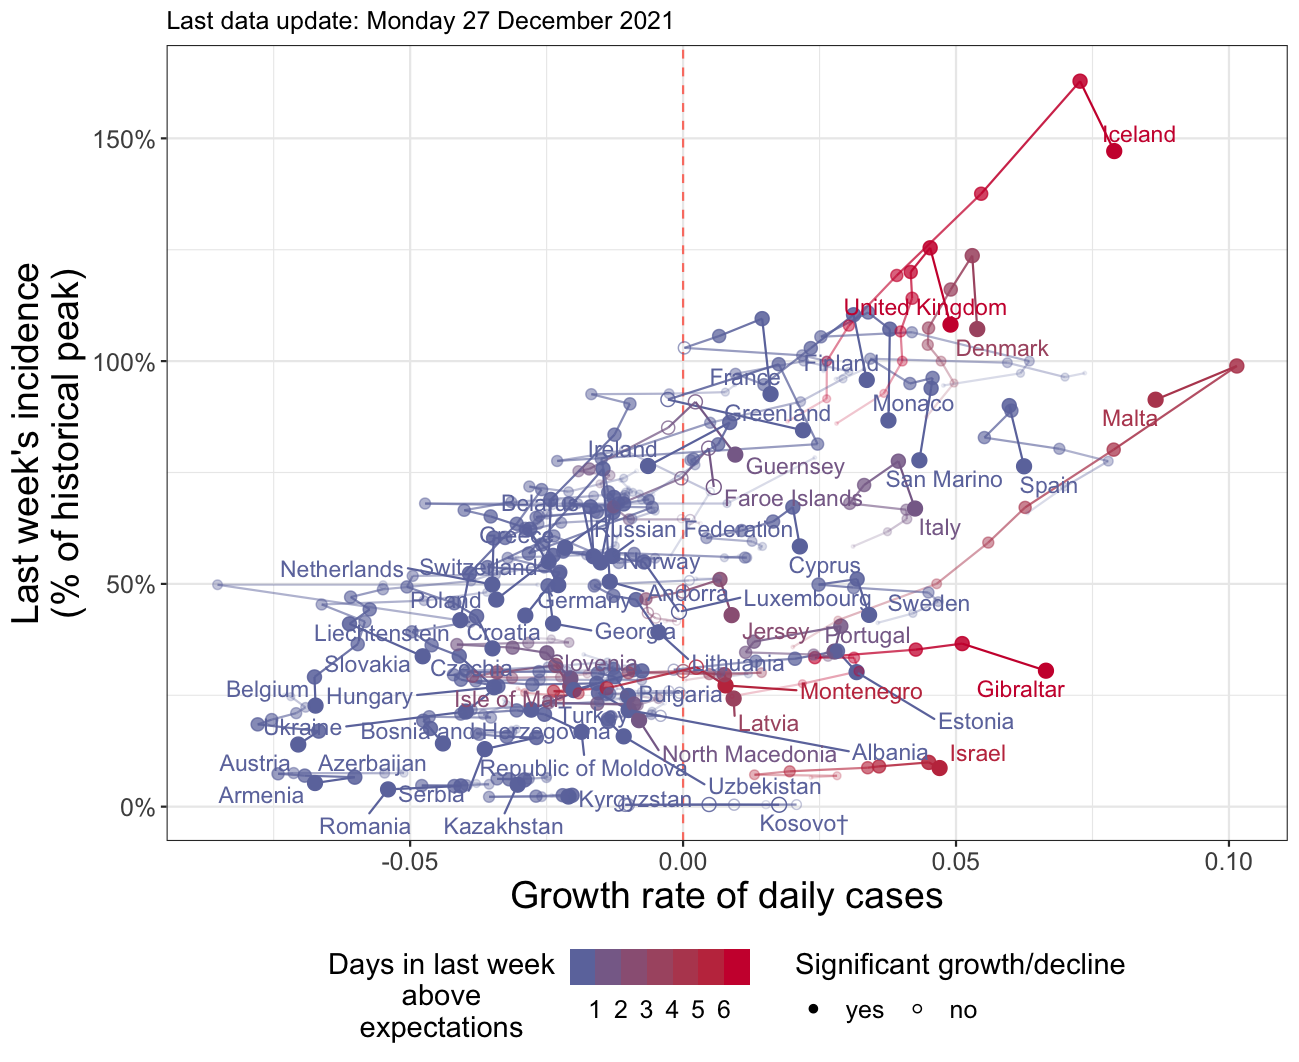 Last data update: Monday 27 December 2021
Last week's incidence
(% of historical peak)
150%
100%
50%
0%
Iceland
United Kingdom
Denmark
Finland
France
Monaco
Malta
Greenland
Ireland
Guernsey
San Marino
Spain
Belarus
Faroe Islands
Italy
Greece
Russian Federation
Netherlands
Switzerland
Norway
Cyprus
Poland
Germany
Andorra
Luxembourg
Sweden
Liechtenstein
Croatia
Georgia
Jersey
Portugal
Slovakia
Czechia
Slovenia
Lithuania
Belgium
Hungary
Isle of Man
Bulgaria
Montenegro
Gibraltar
Ukraine
Bosnia and Herzegovina
Turkey
Latvia
Estonia
North Macedonia
Albania
Israel
Austria
Azerbaijan
Republic of Moldova
Uzbekistan
Armenia
Serbia
Kyrgyzstan
Romania
Kazakhstan
Kosovo†
-0.05
0.00
0.05
0.10
Growth rate of daily cases
Days in last week
above
expectations
1 2 3 4 5 6
Significant growth/decline
yes
no